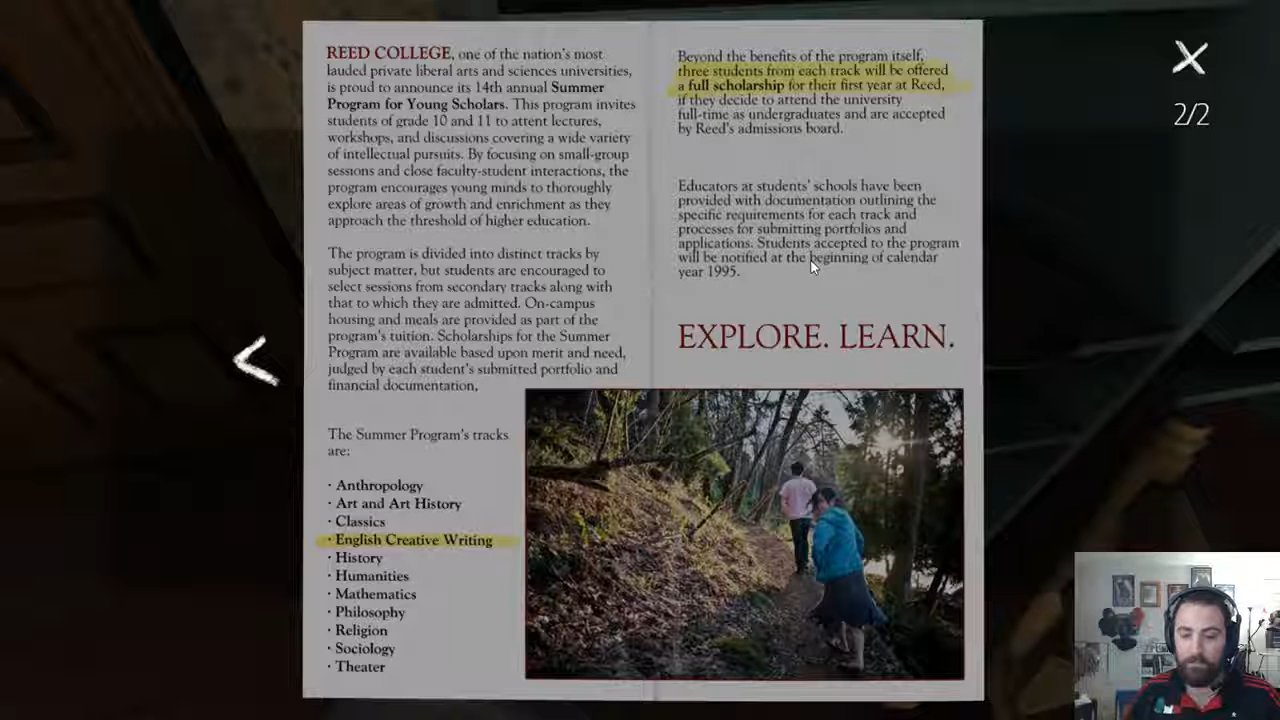 REED COLLEGE, one of the nation's most
lauded private liberal arts and sciences universities,
is proud to announce its 14th annual Summer
Program for Young Scholars. This program invites
students of grade 10 and 11 to attent lectures,
workshops, and discussions covering a wide variety
of intellectual pursuits. By focusing on small-group
sessions and close faculty-student interactions, the
program encourages young minds to thoroughly
explore areas of growth and enrichment as they
approach the threshold of higher education.
The program is divided into distinct tracks by
subject matter, but students are encouraged to
select sessions from secondary tracks along with
that to which they are admitted. On-campus
housing and meals are provided as part of the
program's tuition. Scholarships for the Summer
Program are available based upon merit and need,
judged by each student's submitted portfolio and
financial documentation.
The Summer Program's tracks
are:
· Anthropology
· Art and Art History
· Classics
· English Creative Writing
· History
· Humanities
· Mathematics
· Philosophy
· Religion
· Sociology
· Theater
Beyond the benefits of the program itself,
three students from each track will be offered
a full scholarship for their first year at Reed,
if they decide to attend the university
full-time as undergraduates and are accepted
by Reed's admissions board.
Educators at students' schools have been
provided with documentation outlining the
specific requirements for each track and
processes for submitting portfolios and
applications. Students accepted to the program
will be notified at the beginning of calendar
year 1995.
EXPLORE. LEARN.
2/2